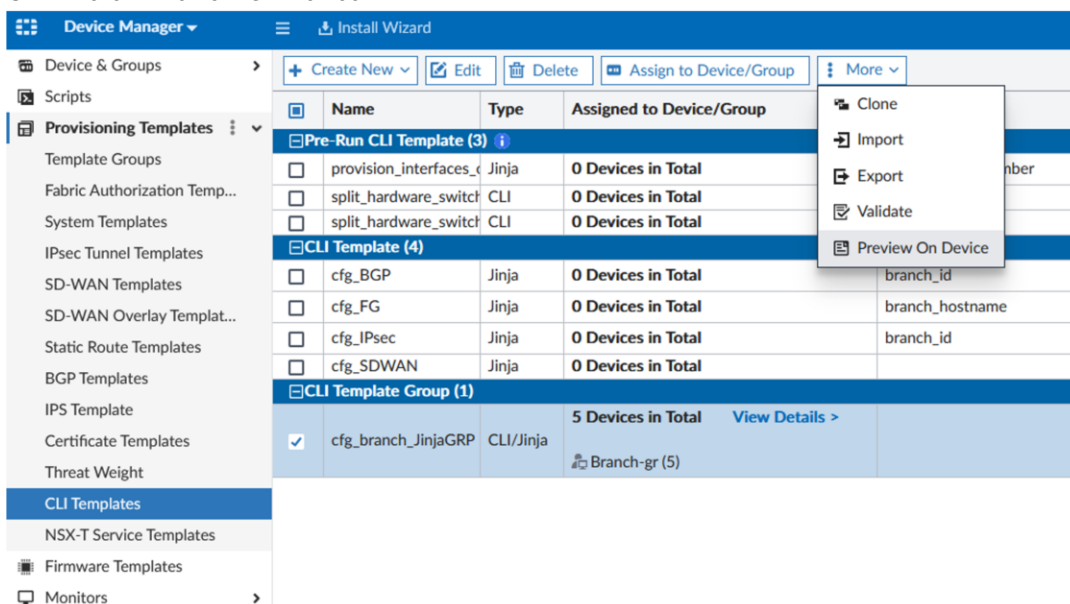 Device Manager
Install Wizard
Device & Groups
Scripts
Provisioning Templates
Template Groups
Fabric Authorization Temp...
System Templates
IPsec Tunnel Templates
SD-WAN Templates
SD-WAN Overlay Templat...
Static Route Templates
BGP Templates
IPS Template
Certificate Templates
Threat Weight
CLI Templates
NSX-T Service Templates
Firmware Templates
Monitors
Create New Edit Delete Assign to Device/Group More
Name Type Assigned to Device/Group
Clone
Import
Export
Validate
Preview On Device
Pre-Run CLI Template (3)
provision_interfaces_ Jinja 0 Devices in Total
split_hardware_switch CLI 0 Devices in Total
split_hardware_switch CLI 0 Devices in Total
CLI Template (4)
cfg_BGP Jinja 0 Devices in Total branch_id
cfg_FG Jinja 0 Devices in Total branch_hostname
cfg_IPsec Jinja 0 Devices in Total branch_id
cfg_SDWAN Jinja 0 Devices in Total
CLI Template Group (1)
5 Devices in Total View Details >
cfg_branch_JinjaGRP CLI/Jinja
Branch-gr (5)